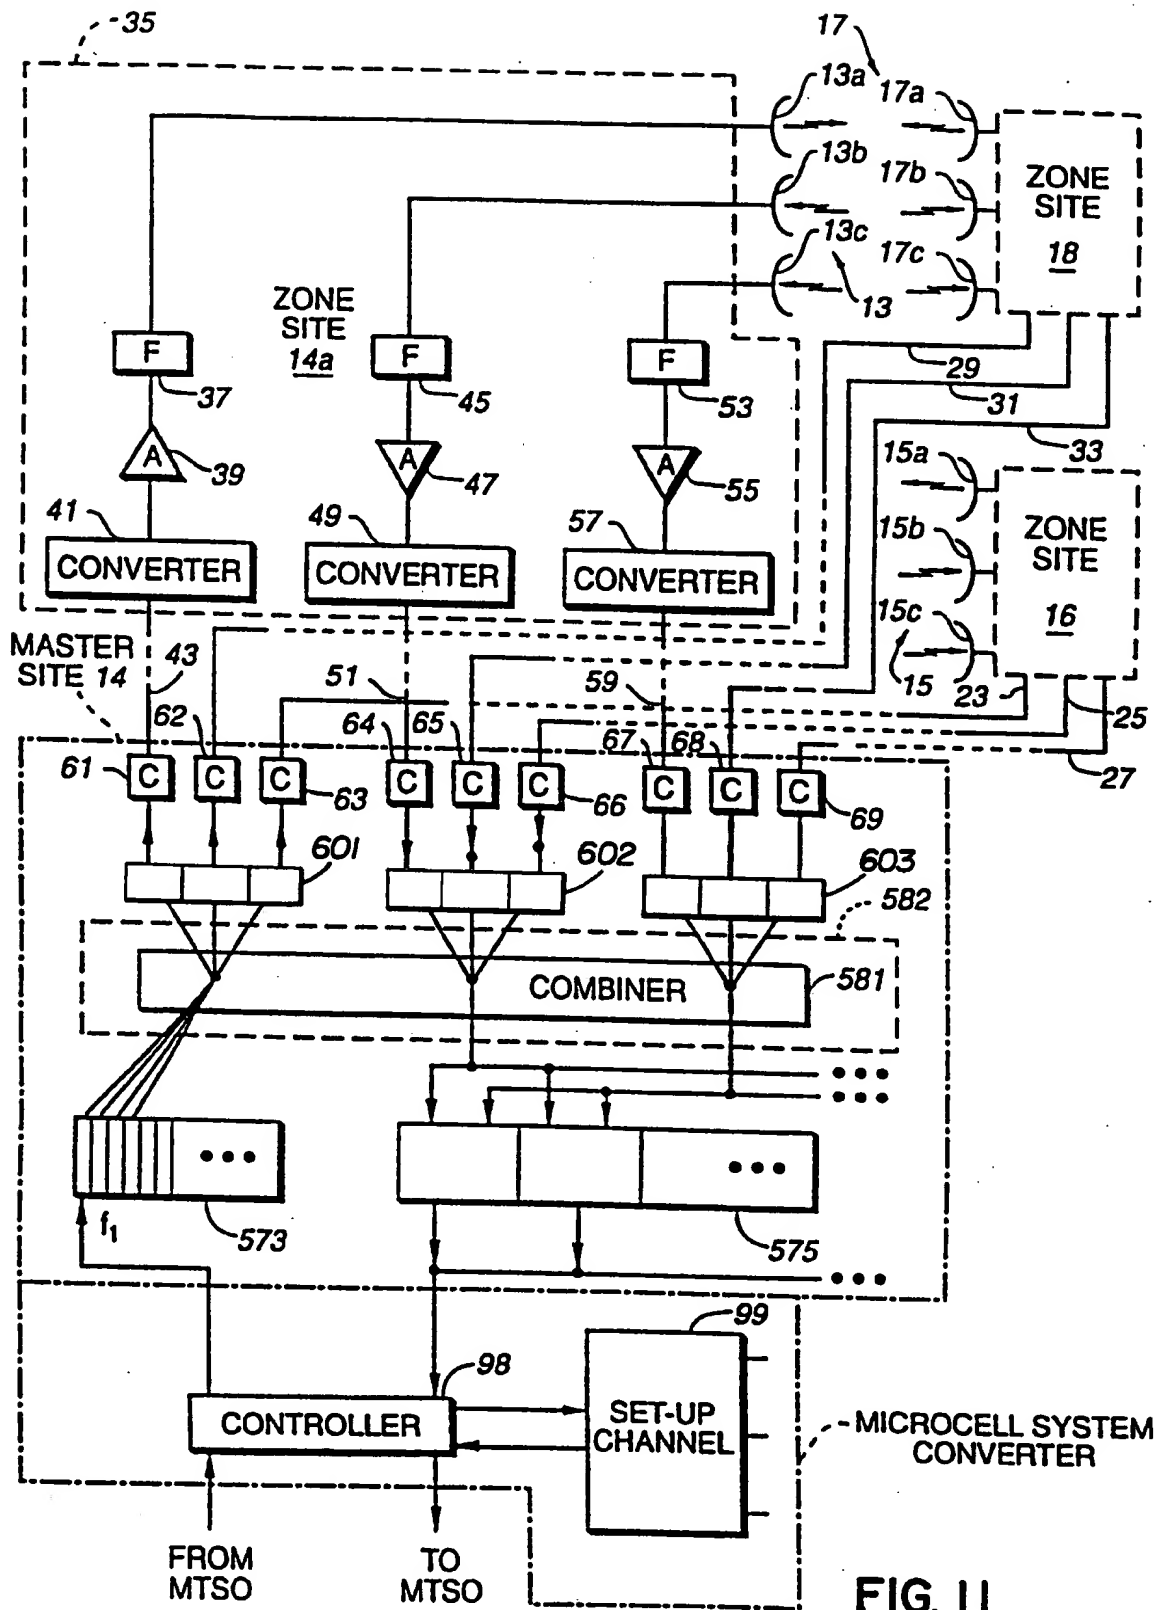 35
17
13a
17a
13b
17b
13c
17c
13
ZONE
SITE
18
ZONE
SITE
14a
F
F
F
37
45
53
29
31
33
A
A
A
39
47
55
15a
41
49
57
15b
ZONE
SITE
16
CONVERTER
CONVERTER
CONVERTER
15c
15
MASTER
SITE 14
43
51
59
23
25
27
62
64
65
67
68
61
C
C
C
63
C
C
C
66
C
C
C
69
601
602
603
582
COMBINER
581
f1
573
575
99
98
CONTROLLER
SET-UP
CHANNEL
MICROCELL SYSTEM
CONVERTER
FROM
MTSO
TO
MTSO
FIG. 11